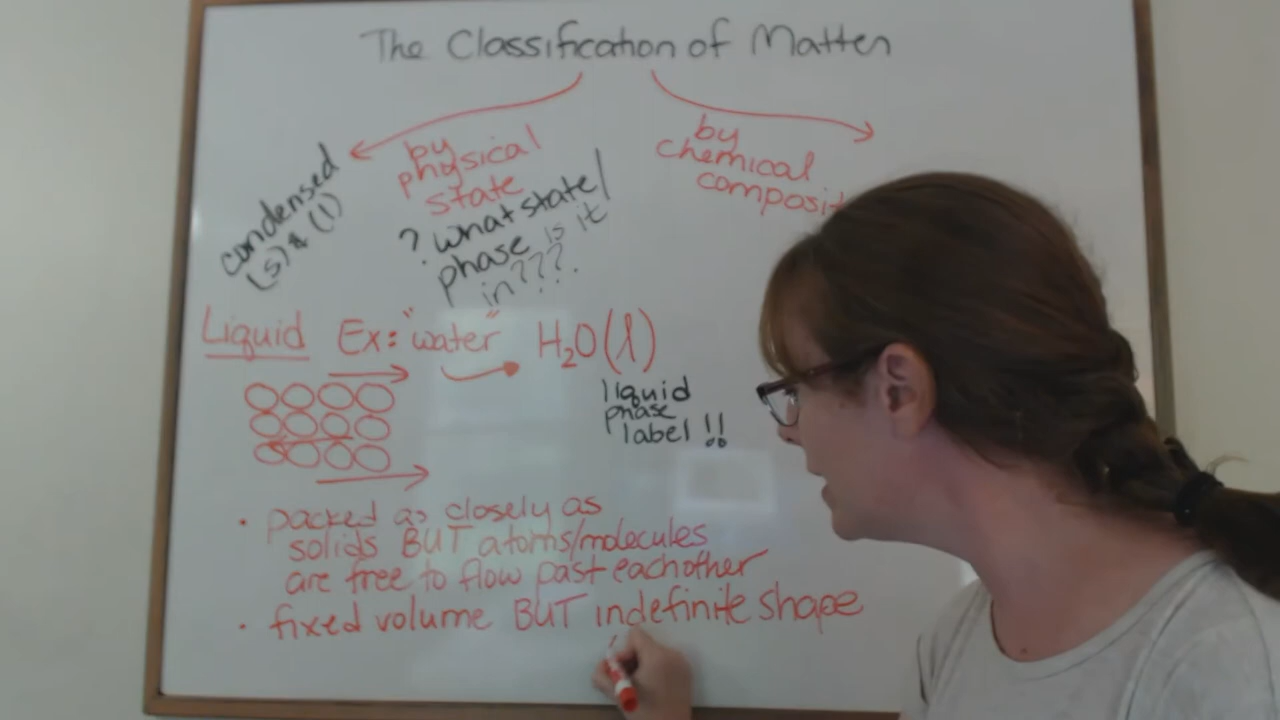 The Classification of Matter
by
physical
state
by
chemical
composit
condensed
(s) & (l)
? what state/
phase is it
in???.
Liquid Ex: "water" H₂O(l)
liquid
phase
label !!
• packed as closely as
solids BUT atoms/molecules
are free to flow past eachother
• fixed volume BUT indefinite shape